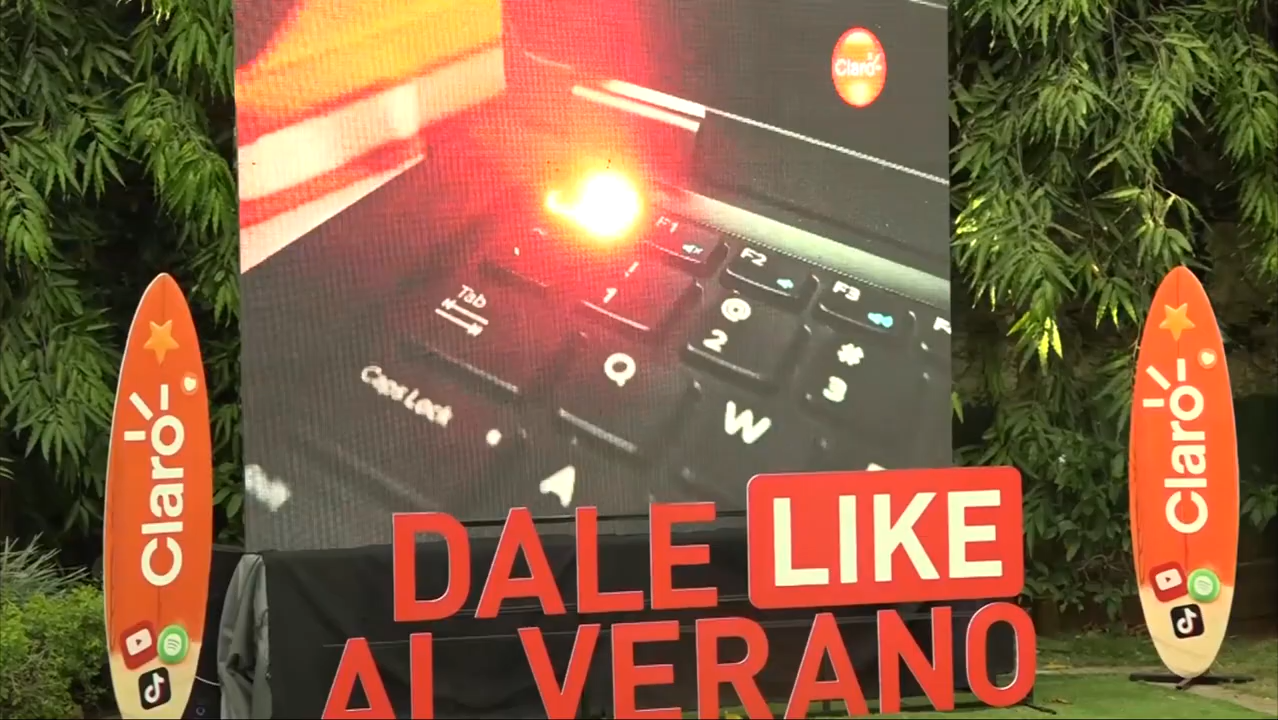 Claro
F1
F2
F3
!
1
@
2
#
3
Tab
Q
W
Caps Lock
A
DALE LIKE
AL VERANO
Claro
Claro